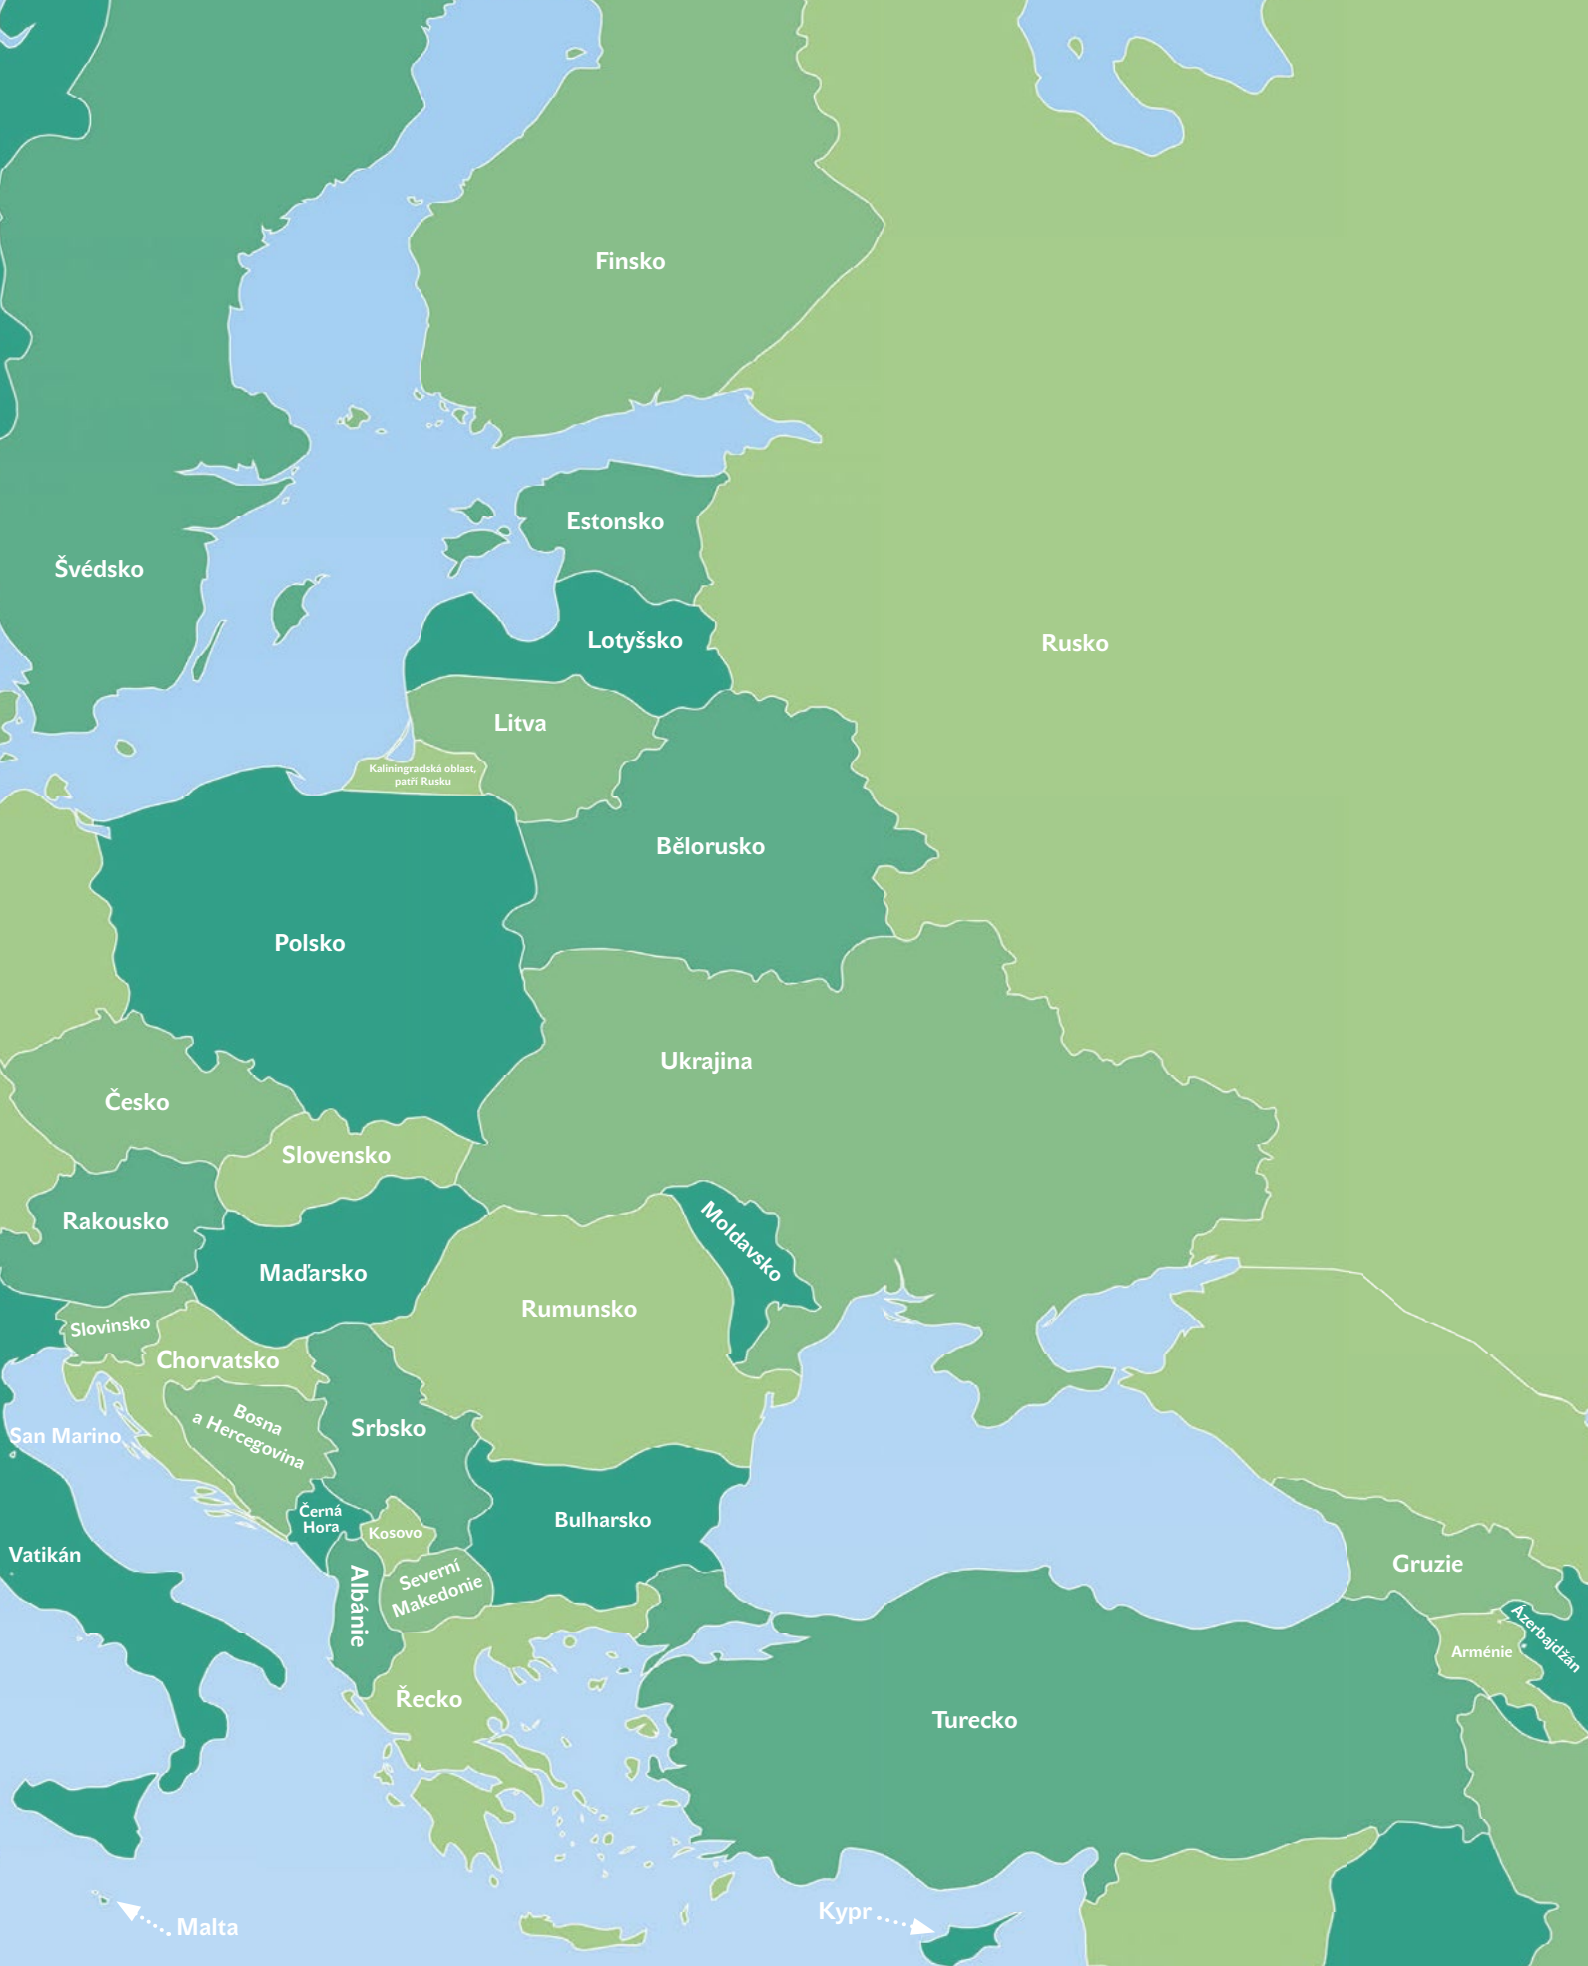 Finsko
Estonsko
Švédsko
Lotyšsko
Rusko
Litva
Kaliningradská oblast,
patří Rusku
Bělorusko
Polsko
Ukrajina
Česko
Slovensko
Rakousko
Moldavsko
Maďarsko
Rumunsko
Slovinsko
Chorvatsko
Bosna
a Hercegovina
Srbsko
San Marino
Černá
Hora
Kosovo
Bulharsko
Vatikán
Albánie
Severní
Makedonie
Gruzie
Arménie
Ázerbajdžán
Řecko
Turecko
Kypr
Malta